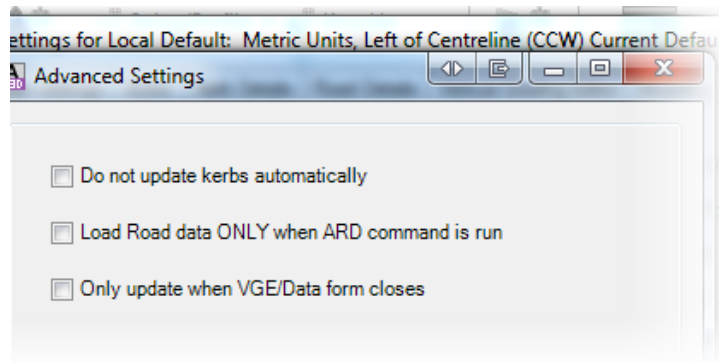 ettings for Local Default: Metric Units, Left of Centreline (CCW) Current Defau
Advanced Settings
Do not update kerbs automatically
Load Road data ONLY when ARD command is run
Only update when VGE/Data form closes